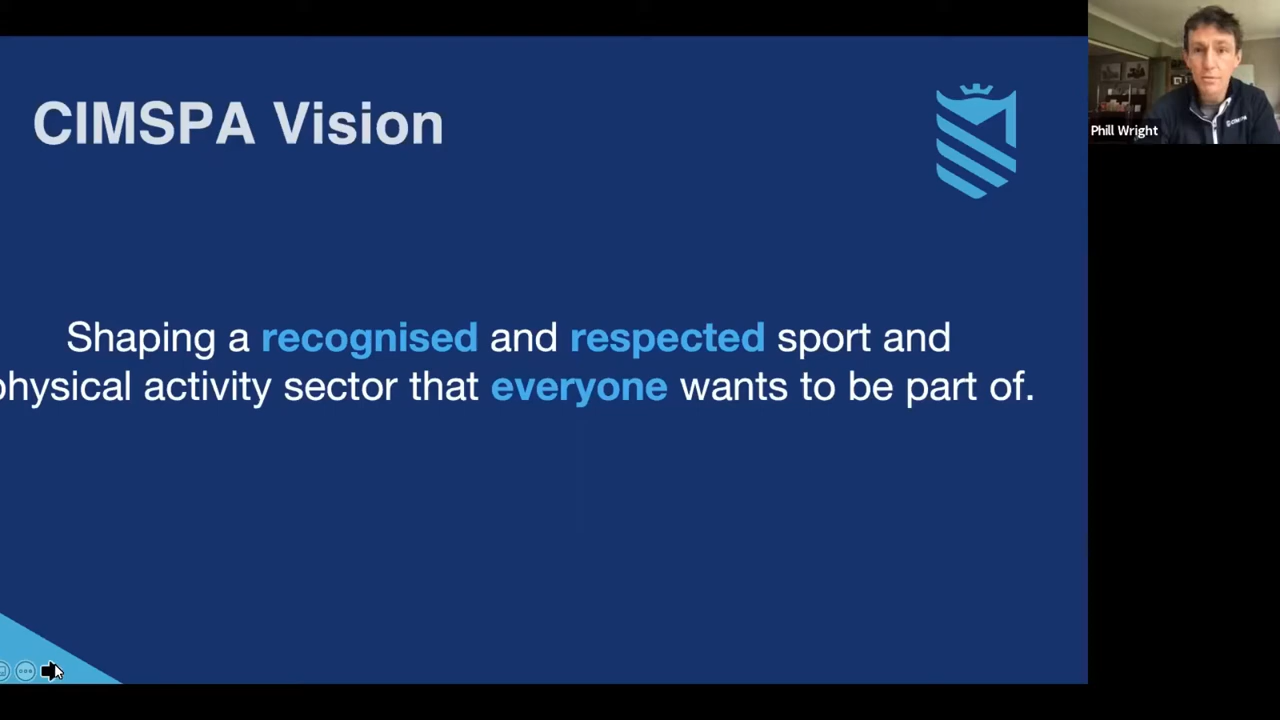 CIMSPA Vision
Phill Wright
Shaping a recognised and respected sport and
physical activity sector that everyone wants to be part of.
CIMSPA